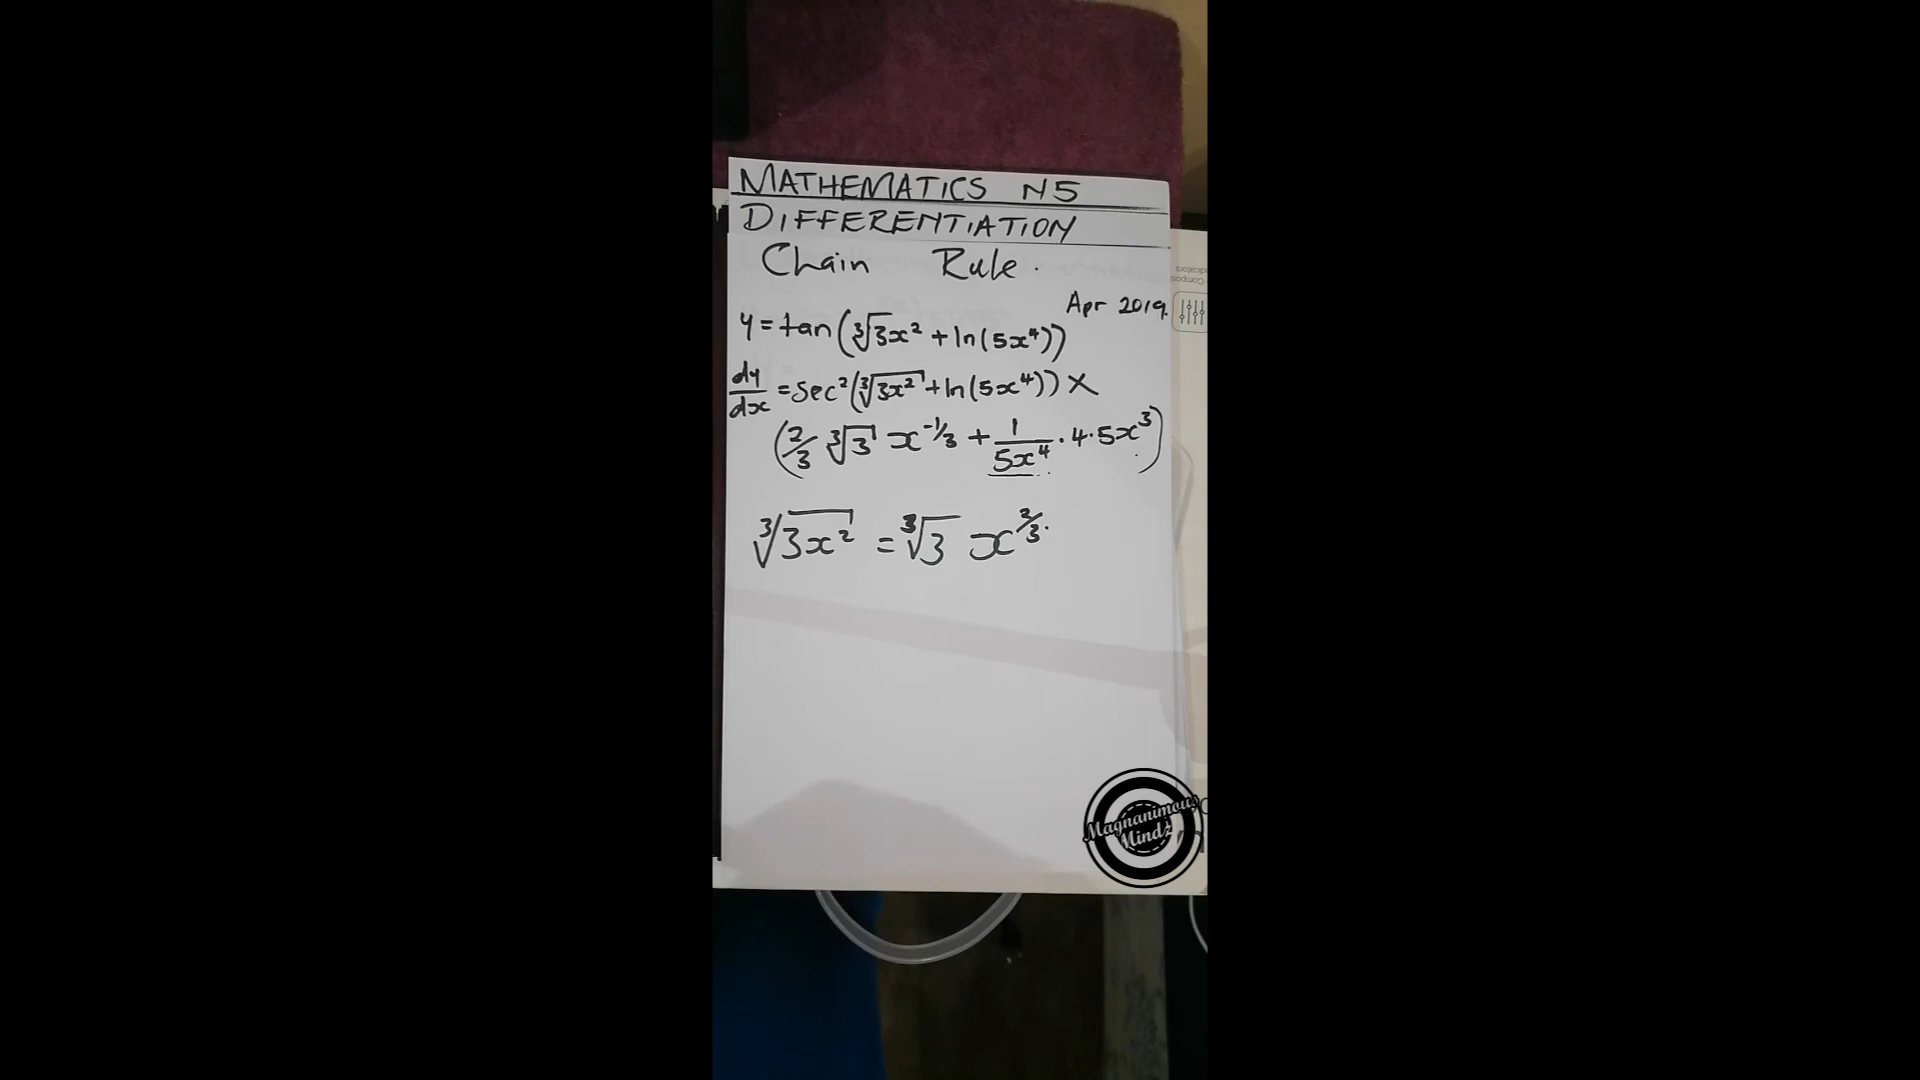 MATHEMATICS N5
DIFFERENTIATION
Chain Rule.
Apr 2019.
y = tan(∛3x² + ln(5x⁴))
dy/dx = sec²(∛3x² + ln(5x⁴)) ×
(2/3 ∛3 x^-1/3 + 1/5x⁴ · 4·5x³)
∛3x² = ∛3 x^2/3.
Magnanimous
Mindz